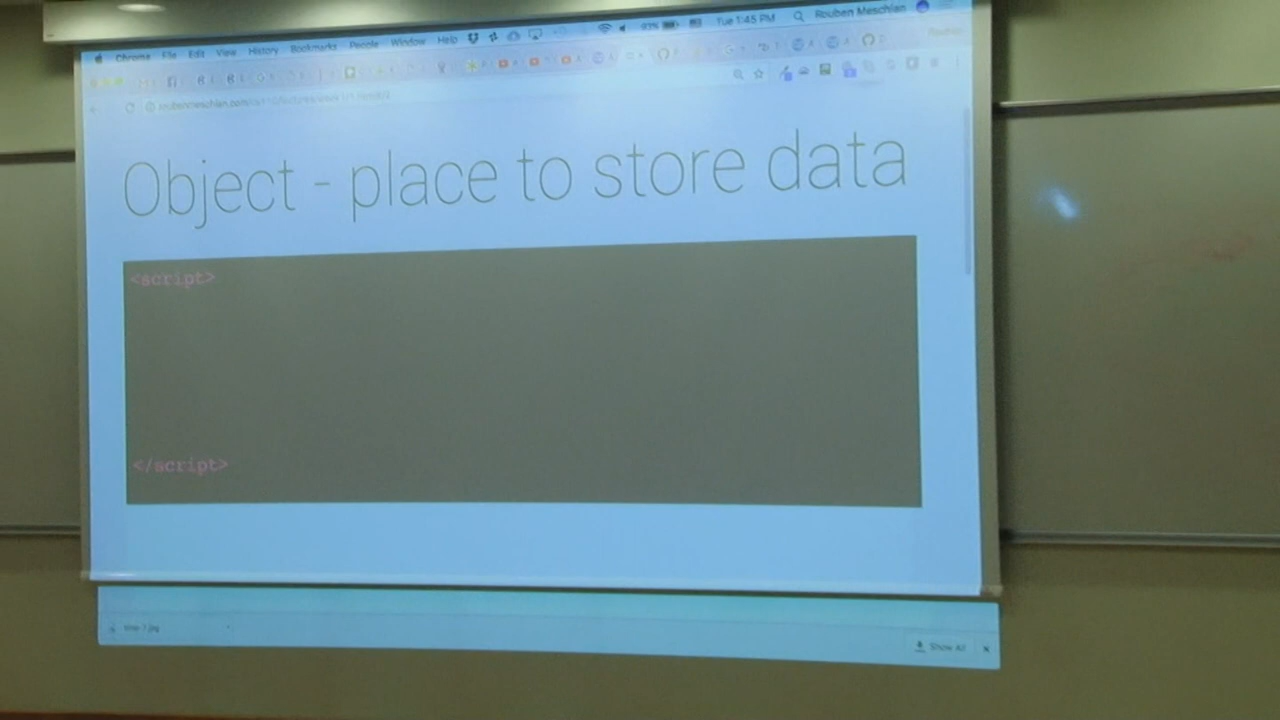 Chrome File Edit View History Bookmarks People Window Help 93% Tue 1:45 PM Rouben Meschian
Object - place to store data
<script>
</script>
Show All